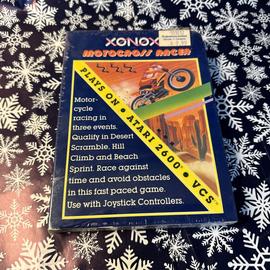 XONOX
MOTOCROSS RACER
PLAYS ON • ATARI 2600 • VCS
Motor-
cycle
racing in
three events.
Quality in Desert
Scramble, Hill
Climb and Beach
Sprint. Race against
time and avoid obstacles
in this fast paced game.
Use with Joystick Controllers.